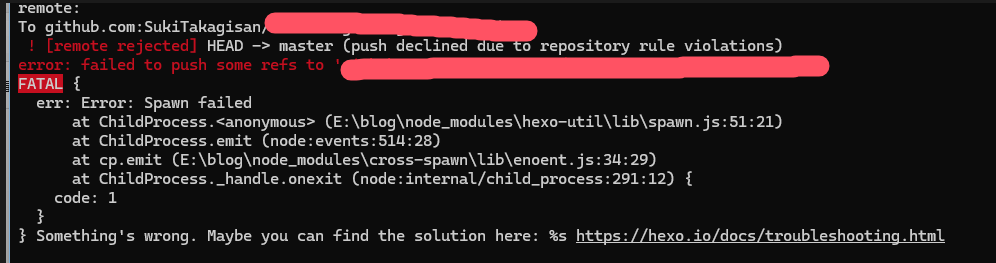 remote:
To github.com:SukiTakagisan/
! [remote rejected] HEAD -> master (push declined due to repository rule violations)
error: failed to push some refs to '
FATAL {
err: Error: Spawn failed
at ChildProcess.<anonymous> (E:\blog\node_modules\hexo-util\lib\spawn.js:51:21)
at ChildProcess.emit (node:events:514:28)
at cp.emit (E:\blog\node_modules\cross-spawn\lib\enoent.js:34:29)
at ChildProcess._handle.onexit (node:internal/child_process:291:12) {
code: 1
}
} Something's wrong. Maybe you can find the solution here: %s https://hexo.io/docs/troubleshooting.html